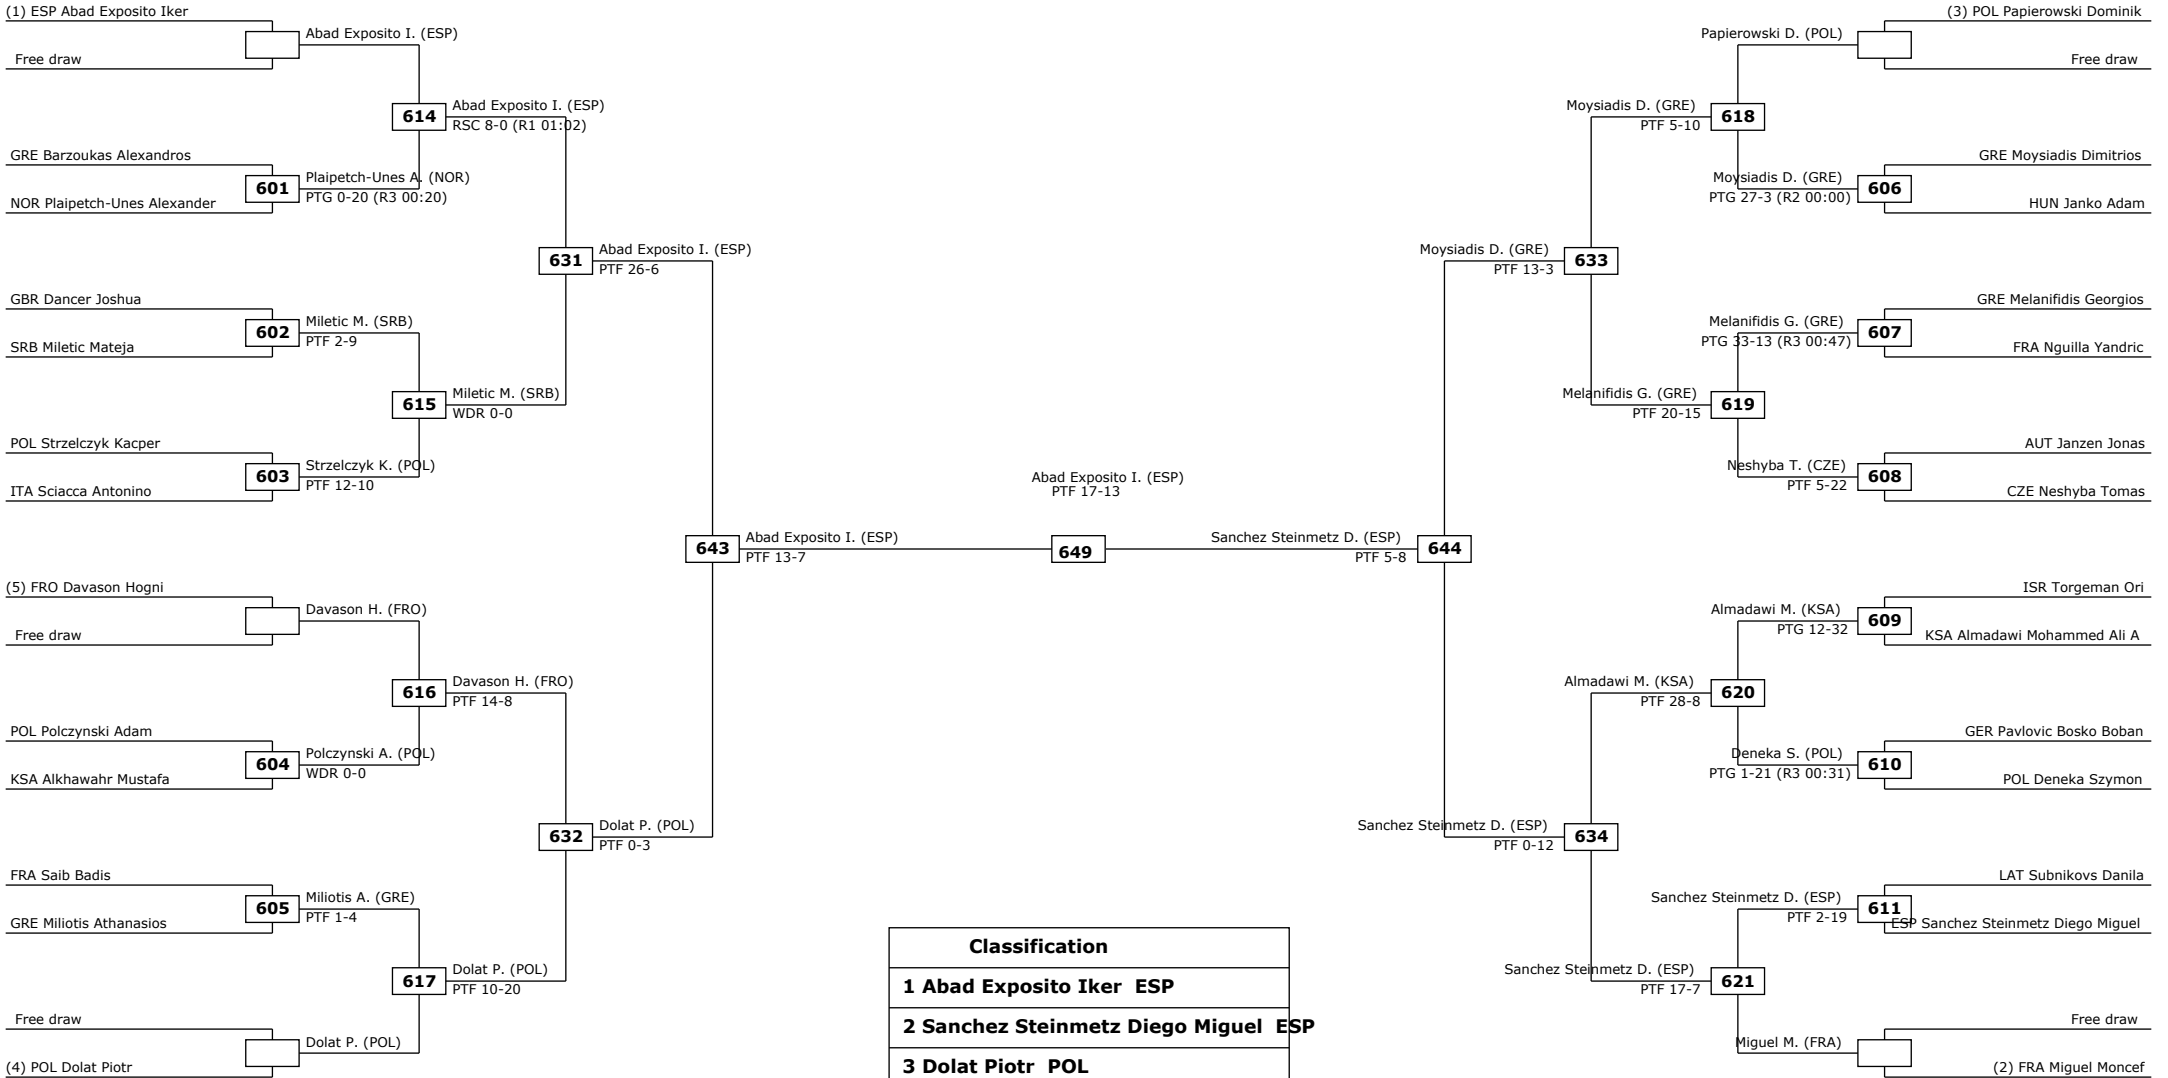 (1) ESP Abad Exposito Iker
Free draw
Abad Exposito I. (ESP)
614
Abad Exposito I. (ESP)
RSC 8-0 (R1 01:02)
GRE Barzoukas Alexandros
601
NOR Plaipetch-Unes Alexander
Plaipetch-Unes A. (NOR)
PTG 0-20 (R3 00:20)
631
Abad Exposito I. (ESP)
PTF 26-6
GBR Dancer Joshua
602
SRB Miletic Mateja
Miletic M. (SRB)
PTF 2-9
615
Miletic M. (SRB)
WDR 0-0
POL Strzelczyk Kacper
603
ITA Sciacca Antonino
Strzelczyk K. (POL)
PTF 12-10
643
Abad Exposito I. (ESP)
PTF 13-7
(5) FRO Davason Hogni
Free draw
Davason H. (FRO)
616
Davason H. (FRO)
PTF 14-8
POL Polczynski Adam
604
KSA Alkhawahr Mustafa
Polczynski A. (POL)
WDR 0-0
632
Dolat P. (POL)
PTF 0-3
FRA Saib Badis
605
GRE Miliotis Athanasios
Miliotis A. (GRE)
PTF 1-4
617
Dolat P. (POL)
PTF 10-20
Free draw
(4) POL Dolat Piotr
Dolat P. (POL)
Abad Exposito I. (ESP)
PTF 17-13
649
(3) POL Papierowski Dominik
Free draw
Papierowski D. (POL)
618
Moysiadis D. (GRE)
PTF 5-10
GRE Moysiadis Dimitrios
606
HUN Janko Adam
Moysiadis D. (GRE)
PTG 27-3 (R2 00:00)
633
Moysiadis D. (GRE)
PTF 13-3
GRE Melanifidis Georgios
607
FRA Nguilla Yandric
Melanifidis G. (GRE)
PTG 33-13 (R3 00:47)
619
Melanifidis G. (GRE)
PTF 20-15
AUT Janzen Jonas
608
CZE Neshyba Tomas
Neshyba T. (CZE)
PTF 5-22
644
Sanchez Steinmetz D. (ESP)
PTF 5-8
ISR Torgeman Ori
609
KSA Almadawi Mohammed Ali A
Almadawi M. (KSA)
PTG 12-32
620
Almadawi M. (KSA)
PTF 28-8
GER Pavlovic Bosko Boban
610
POL Deneka Szymon
Deneka S. (POL)
PTG 1-21 (R3 00:31)
634
Sanchez Steinmetz D. (ESP)
PTF 0-12
LAT Subnikovs Danila
611
ESP Sanchez Steinmetz Diego Miguel
Sanchez Steinmetz D. (ESP)
PTF 2-19
621
Sanchez Steinmetz D. (ESP)
PTF 17-7
Free draw
(2) FRA Miguel Moncef
Miguel M. (FRA)
Classification
1 Abad Exposito Iker ESP
2 Sanchez Steinmetz Diego Miguel ESP
3 Dolat Piotr POL